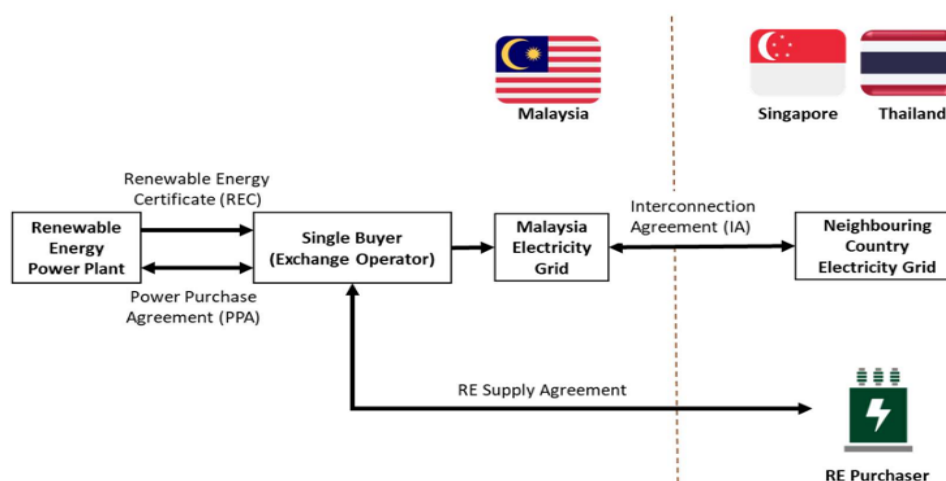 Malaysia
Singapore
Thailand
Renewable Energy
Certificate (REC)
Renewable
Energy
Power Plant
Power Purchase
Agreement (PPA)
Single Buyer
(Exchange Operator)
Malaysia
Electricity
Grid
Interconnection
Agreement (IA)
Neighbouring
Country
Electricity Grid
RE Supply Agreement
RE Purchaser